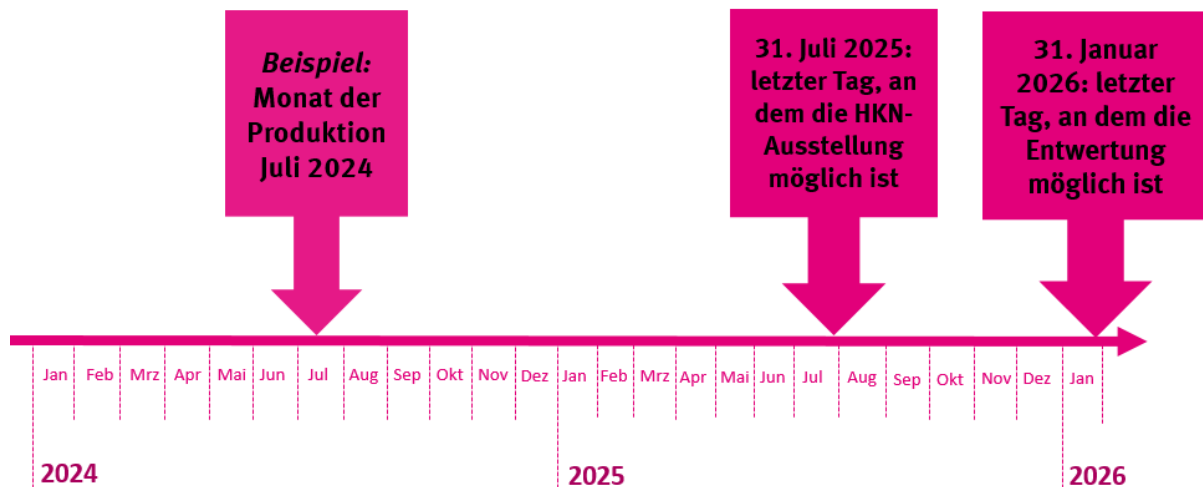 Beispiel:
Monat der
Produktion
Juli 2024
31. Juli 2025:
letzter Tag, an
dem die HKN-
Ausstellung
möglich ist
31. Januar
2026: letzter
Tag, an dem die
Entwertung
möglich ist
Jan Feb Mrz Apr Mai Jun Jul Aug Sep Okt Nov Dez Jan Feb Mrz Apr Mai Jun Jul Aug Sep Okt Nov Dez Jan
2024 2025 2026